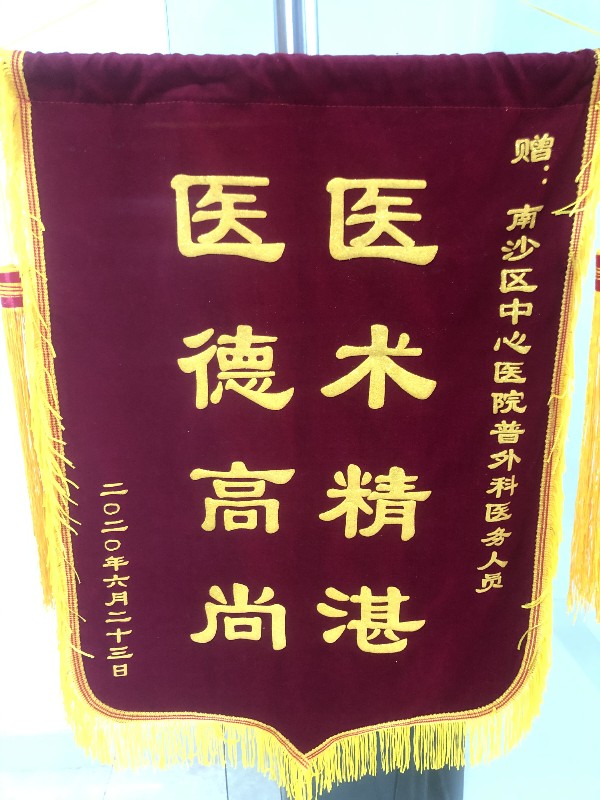 赠：南沙区中心医院普外科医务人员
医术精湛
医德高尚
二〇二〇年六月二十三日